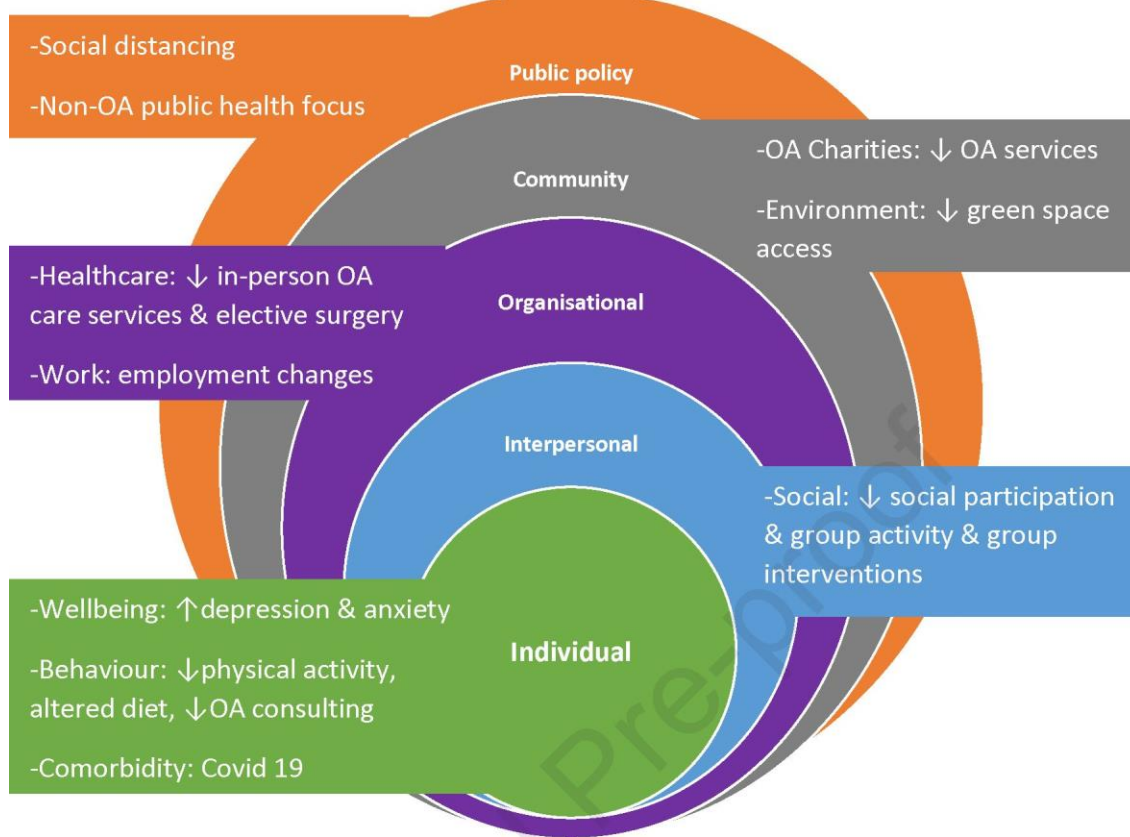 -Social distancing
-Non-OA public health focus
Public policy
-OA Charities: ↓ OA services
-Environment: ↓ green space
access
Community
-Healthcare: ↓ in-person OA
care services & elective surgery
-Work: employment changes
Organisational
Interpersonal
-Social: ↓ social participation
& group activity & group
interventions
-Wellbeing: ↑depression & anxiety
-Behaviour: ↓physical activity,
altered diet, ↓OA consulting
-Comorbidity: Covid 19
Individual
Pre-proof